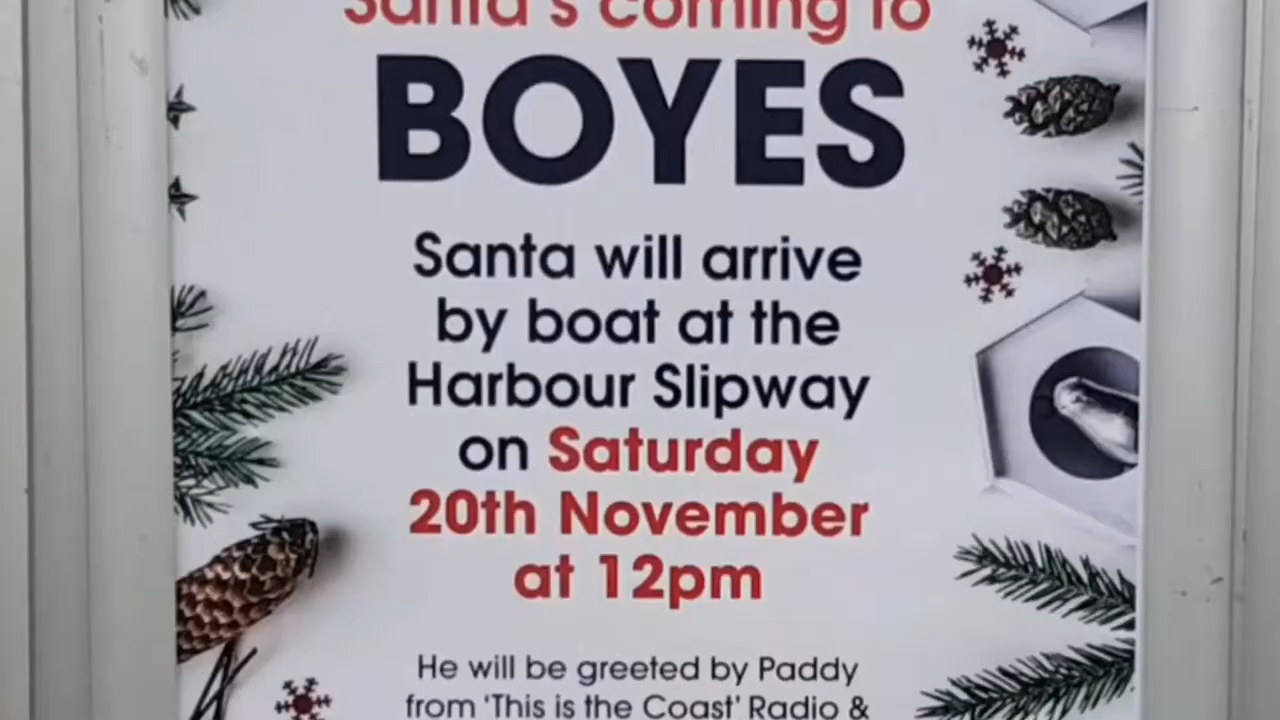 Santa's coming to
BOYES
Santa will arrive
by boat at the
Harbour Slipway
on Saturday
20th November
at 12pm
He will be greeted by Paddy
from 'This is the Coast' Radio &